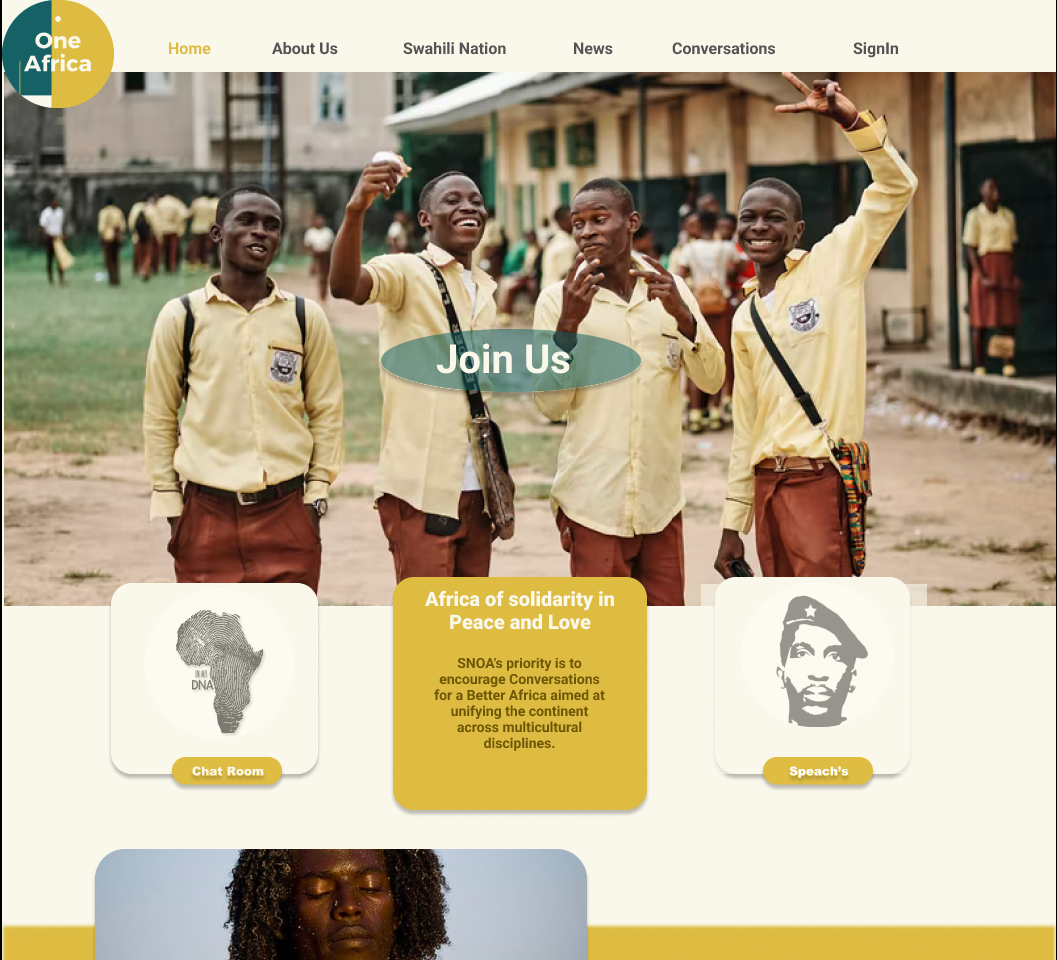 One
Africa
Home
About Us
Swahili Nation
News
Conversations
SignIn
Join Us
DNA
Chat Room
Africa of solidarity in
Peace and Love
SNOA's priority is to
encourage Conversations
for a Better Africa aimed at
unifying the continent
across multicultural
disciplines.
Speach's